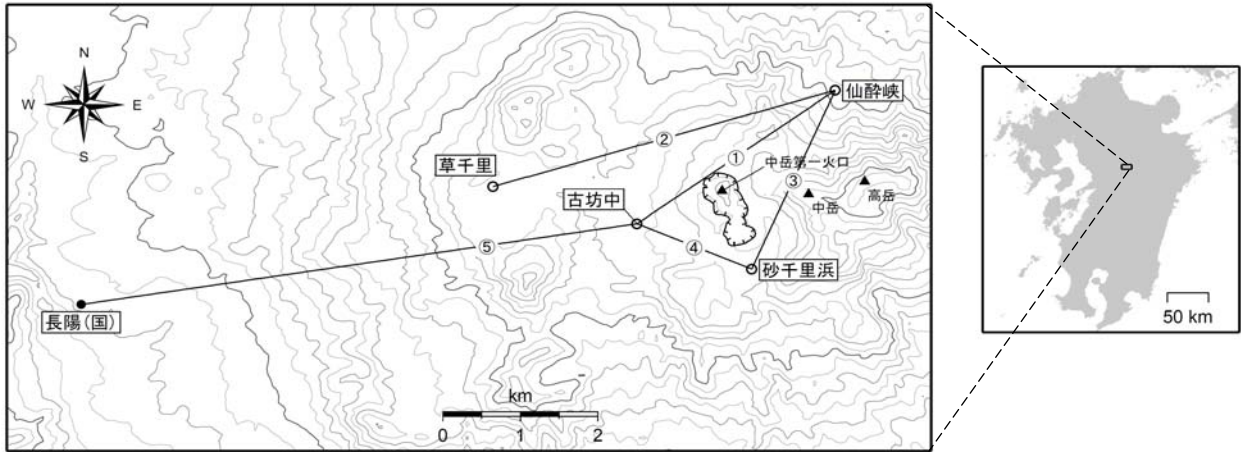 N
W E
S
仙酔峡
②
草千里
①
中岳第一火口
③
高岳
中岳
古坊中
⑤
④
砂千里浜
長陽(国)
km
0 1 2
50 km